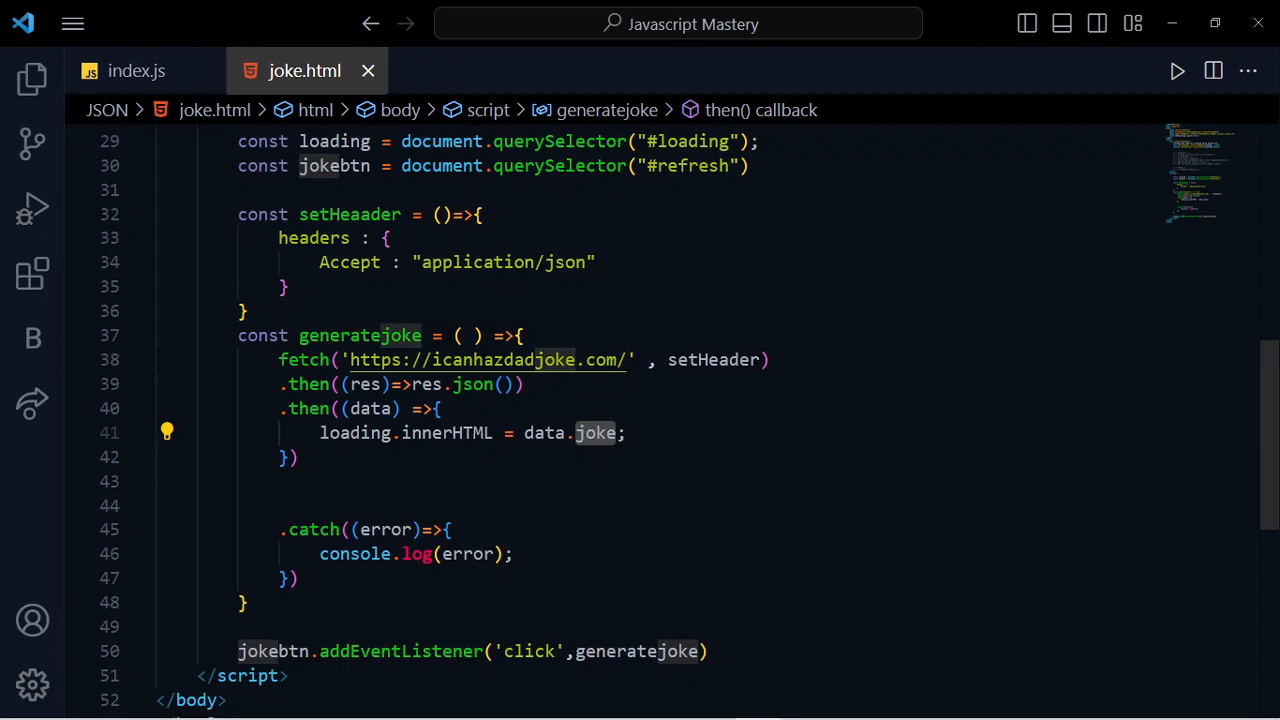 Javascript Mastery
JS index.js
joke.html
JSON > joke.html > html > body > script > generatejoke > then() callback
29 const loading = document.querySelector("#loading");
30 const jokebtn = document.querySelector("#refresh")
31
32 const setHeaader = ()=>{
33 headers : {
34 Accept : "application/json"
35 }
36 }
37 const generatejoke = ( ) =>{
38 fetch('https://icanhazdadjoke.com/' , setHeader)
39 .then((res)=>res.json())
40 .then((data) =>{
41 loading.innerHTML = data.joke;
42 })
43
44
45 .catch((error)=>{
46 console.log(error);
47 })
48 }
49
50 jokebtn.addEventListener('click',generatejoke)
51 </script>
52 </body>
B